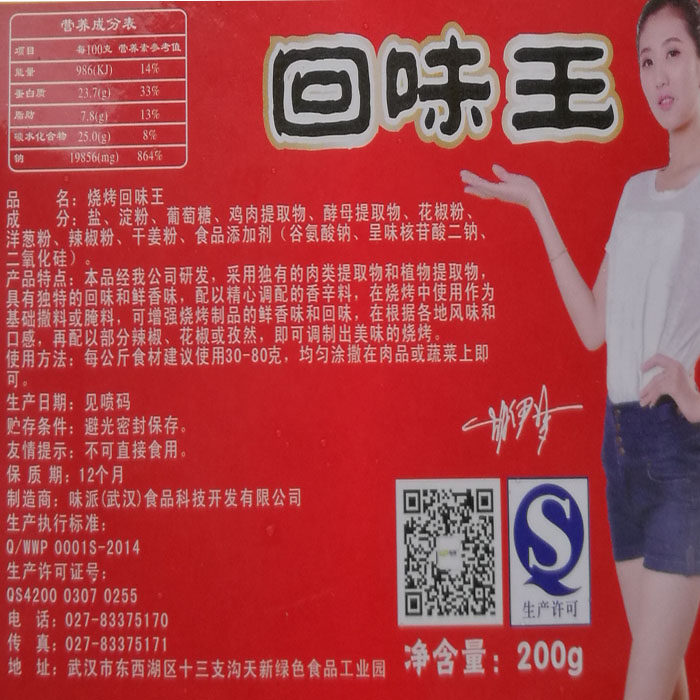 营养成分表
项目 每100克 营养素参考值
能量 986(KJ) 14%
蛋白质 23.7(g) 33%
脂肪 7.8(g) 13%
碳水化合物 25.0(g) 8%
钠 19856(mg) 864%
回味王
品 名：烧烤回味王
成 分：盐、淀粉、葡萄糖、鸡肉提取物、酵母提取物、花椒粉、
洋葱粉、辣椒粉、干姜粉、食品添加剂（谷氨酸钠、呈味核苷酸二钠、
二氧化硅）。
产品特点：本品经我公司研发，采用独有的肉类提取物和植物提取物，
具有独特的回味和鲜香味，配以精心调配的香辛料，在烧烤中使用作为
基础撒料或腌料，可增强烧烤制品的鲜香味和回味，在根据各地风味和
口感，再配以部分辣椒、花椒或孜然，即可调制出美味的烧烤。
使用方法：每公斤食材建议使用30-80克，均匀涂撒在肉品或蔬菜上即
可。
生产日期：见喷码
贮存条件：避光密封保存。
友情提示：不可直接食用。
保 质 期：12个月
制造商：味派(武汉)食品科技开发有限公司
生产执行标准：
Q/WWP 0001S-2014
生产许可证号：
QS4200 0307 0255
电 话：027-83375170
传 真：027-83375171
地 址：武汉市东西湖区十三支沟天新绿色食品工业园
S
生产许可
净含量：200g